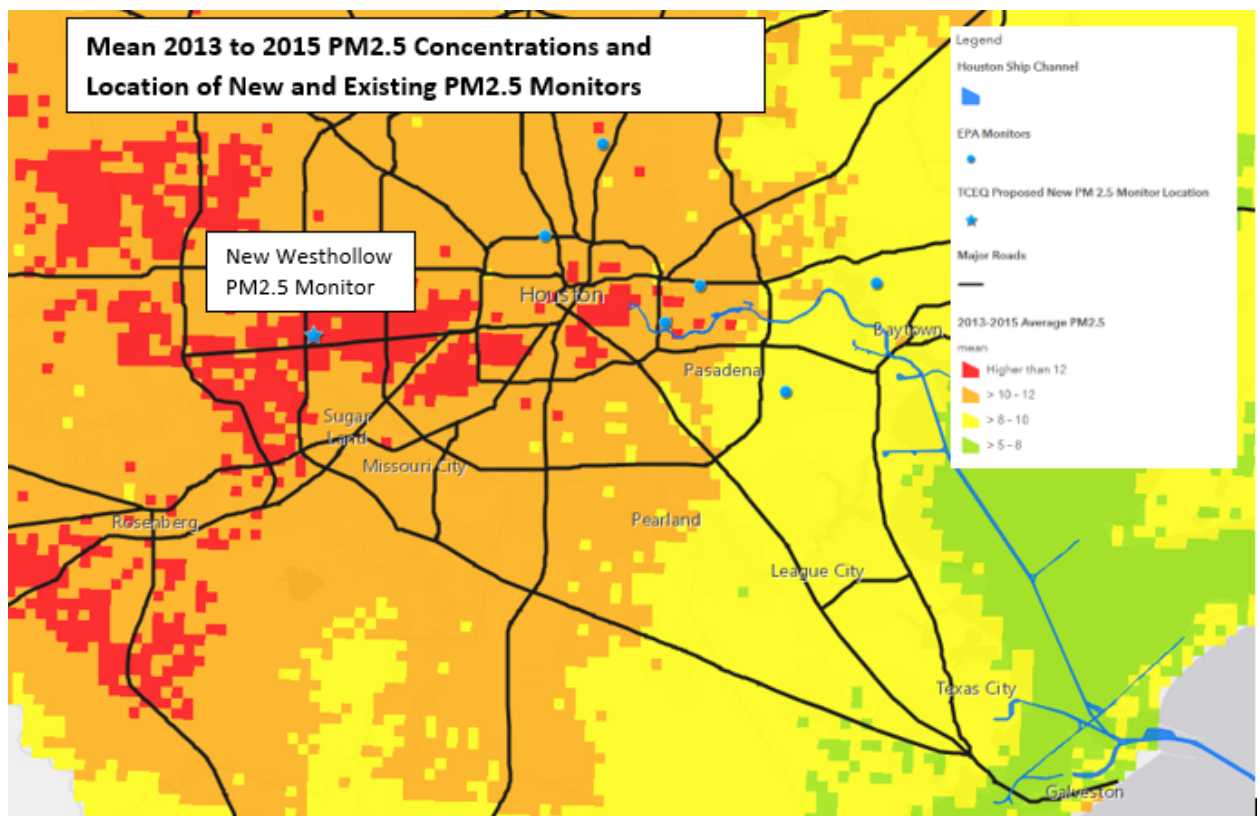 Mean 2013 to 2015 PM2.5 Concentrations and
Location of New and Existing PM2.5 Monitors
Legend
Houston Ship Channel
EPA Monitors
TCEQ Proposed New PM 2.5 Monitor Location
Major Roads
2013-2015 Average PM2.5
mean
Higher than 12
> 10 - 12
> 8 - 10
> 5 - 8
New Westhollow
PM2.5 Monitor
Houston
Baytown
Pasadena
Sugar
Land
Missouri City
Rosenberg
Pearland
League City
Texas City
Galveston